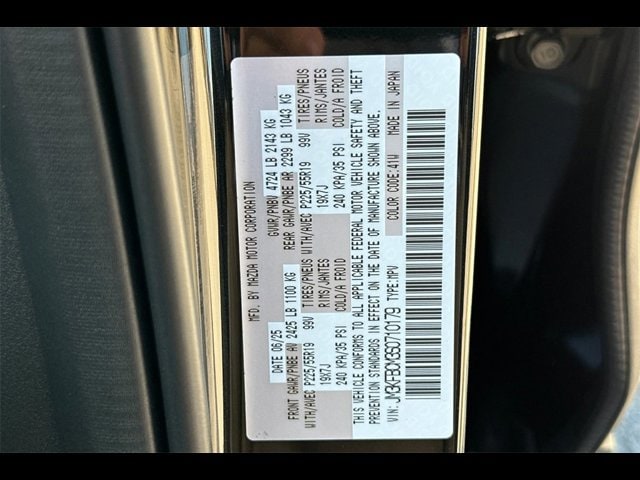 MFD. BY MAZDA MOTOR CORPORATION
DATE 06/25 GVWR/PNBV 4724 LB 2143 KG
FRONT GAWR/PNBE AV 2425 LB 1100 KG REAR GAWR/PNBE AR 2299 LB 1043 KG
WITH/AVEC P225/55R19 99V TIRES/PNEUS WITH/AVEC P225/55R19 99V TIRES/PNEUS
19X7J RIMS/JANTES 19X7J RIMS/JANTES
240 KPA/35 PSI COLD/A FROID 240 KPA/35 PSI COLD/A FROID
THIS VEHICLE CONFORMS TO ALL APPLICABLE FEDERAL MOTOR VEHICLE SAFETY AND THEFT
PREVENTION STANDARDS IN EFFECT ON THE DATE OF MANUFACTURE SHOWN ABOVE.
VIN: JM3KFBCK6S0710179 TYPE:MPV COLOR CODE:41W MADE IN JAPAN